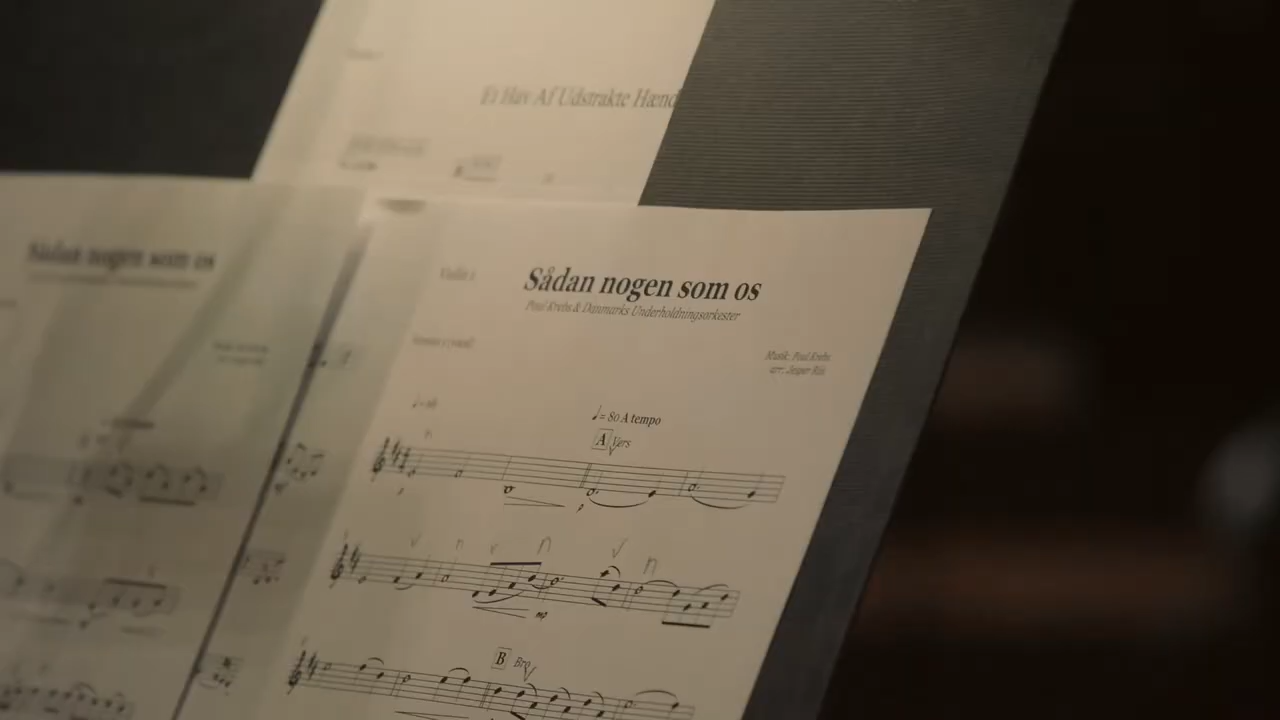 Et Hav Af Udstrakte Hænd
Sådan nogen som os
Sådan nogen som os
Violin 1
Poul Krebs & Danmarks Underholdningsorkester
Musik: Poul Krebs
arr: Jesper Riis
♩= 80 A tempo
A Vers
p
mp
B Bro